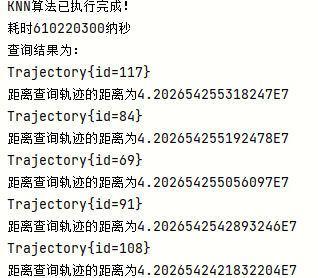 KNN算法已执行完成！
耗时610220300纳秒
查询结果为：
Trajectory{id=117}
距离查询轨迹的距离为4.202654255318247E7
Trajectory{id=84}
距离查询轨迹的距离为4.202654255192478E7
Trajectory{id=69}
距离查询轨迹的距离为4.202654255056097E7
Trajectory{id=91}
距离查询轨迹的距离为4.2026542542893246E7
Trajectory{id=108}
距离查询轨迹的距离为4.2026542421832204E7